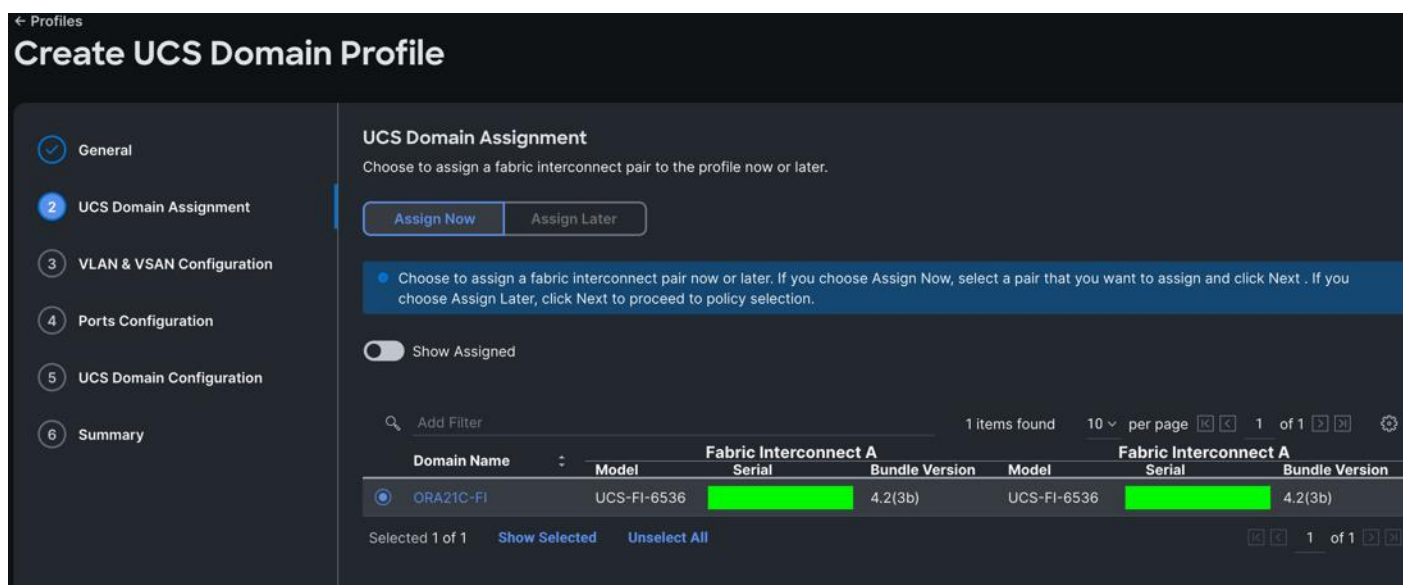 ← Profiles
Create UCS Domain Profile
General
2 UCS Domain Assignment
3 VLAN & VSAN Configuration
4 Ports Configuration
5 UCS Domain Configuration
6 Summary
UCS Domain Assignment
Choose to assign a fabric interconnect pair to the profile now or later.
Assign Now Assign Later
Choose to assign a fabric interconnect pair now or later. If you choose Assign Now, select a pair that you want to assign and click Next . If you
choose Assign Later, click Next to proceed to policy selection.
Show Assigned
Add Filter 1 items found 10 per page 1 of 1
Fabric Interconnect A Fabric Interconnect A
Domain Name Model Serial Bundle Version Model Serial Bundle Version
ORA21C-FI UCS-FI-6536 4.2(3b) UCS-FI-6536 4.2(3b)
Selected 1 of 1 Show Selected Unselect All 1 of 1